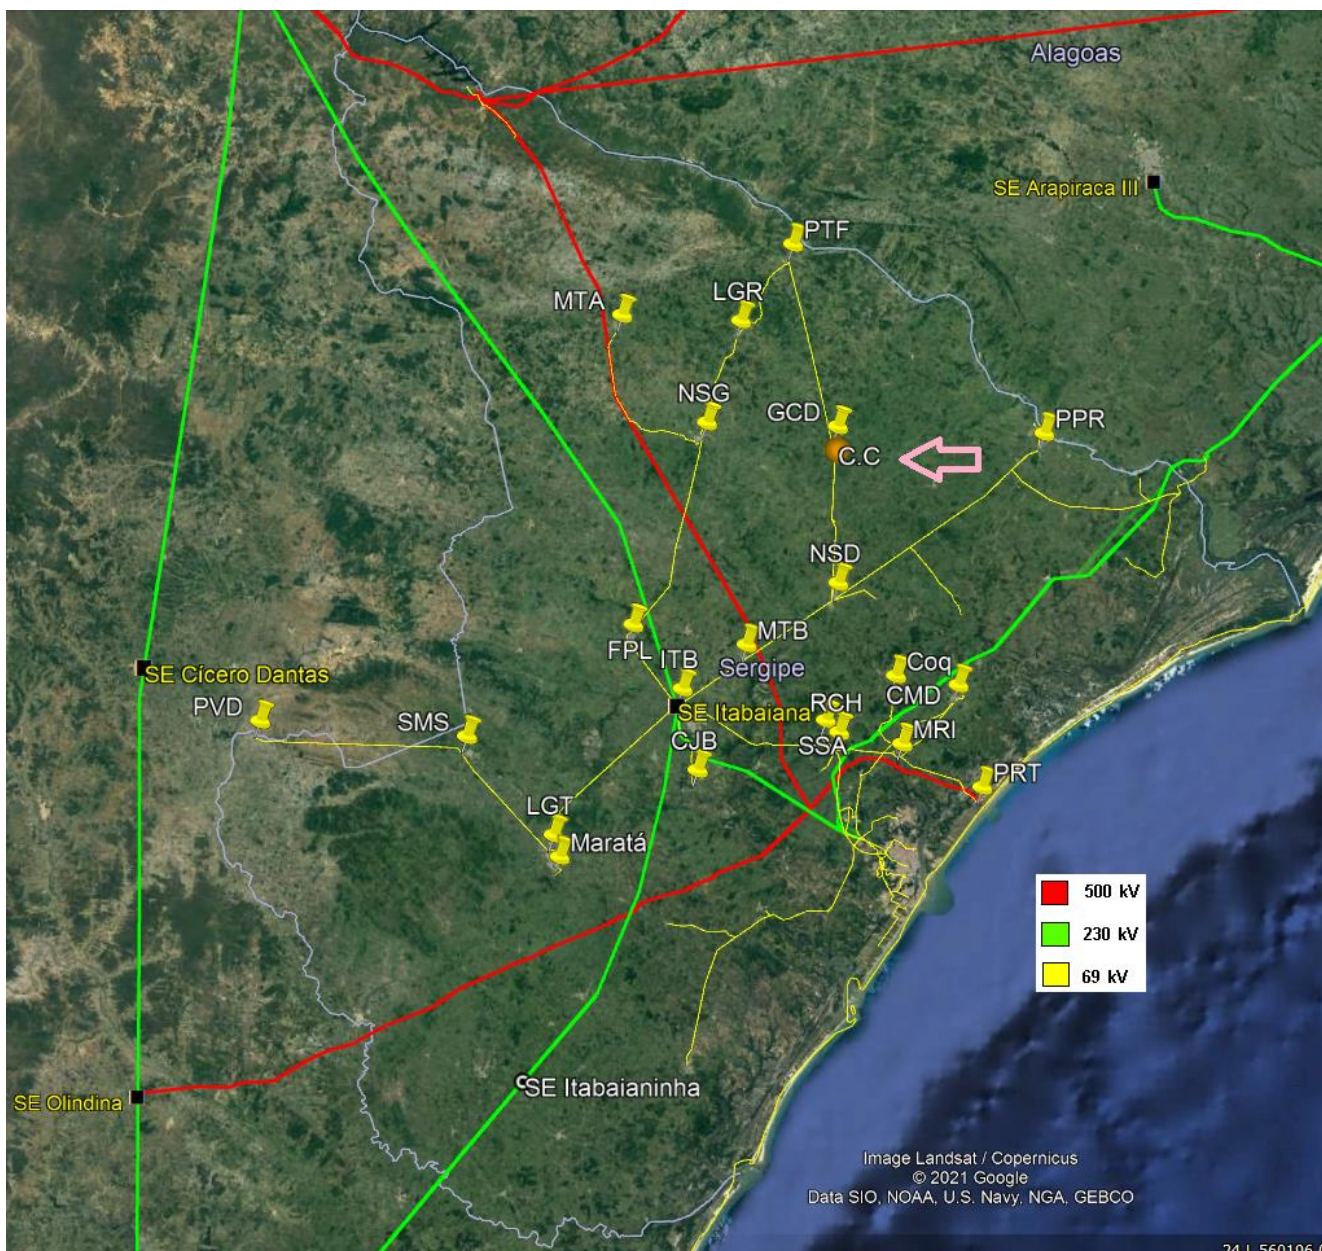 Alagoas
SE Arapiraca III
PTF
MTA
LGR
NSG
GCD
PPR
C.C
NSD
MTB
FPL
ITB
Sergipe
Coq
SE Cícero Dantas
CMD
PVD
SMS
SE Itabaiana
RCH
MRI
CJB
SSA
PRT
LGT
Maratá
500 kV
230 kV
69 kV
SE Itabaianinha
SE Olindina
Image Landsat / Copernicus
© 2021 Google
Data SIO, NOAA, U.S. Navy, NGA, GEBCO